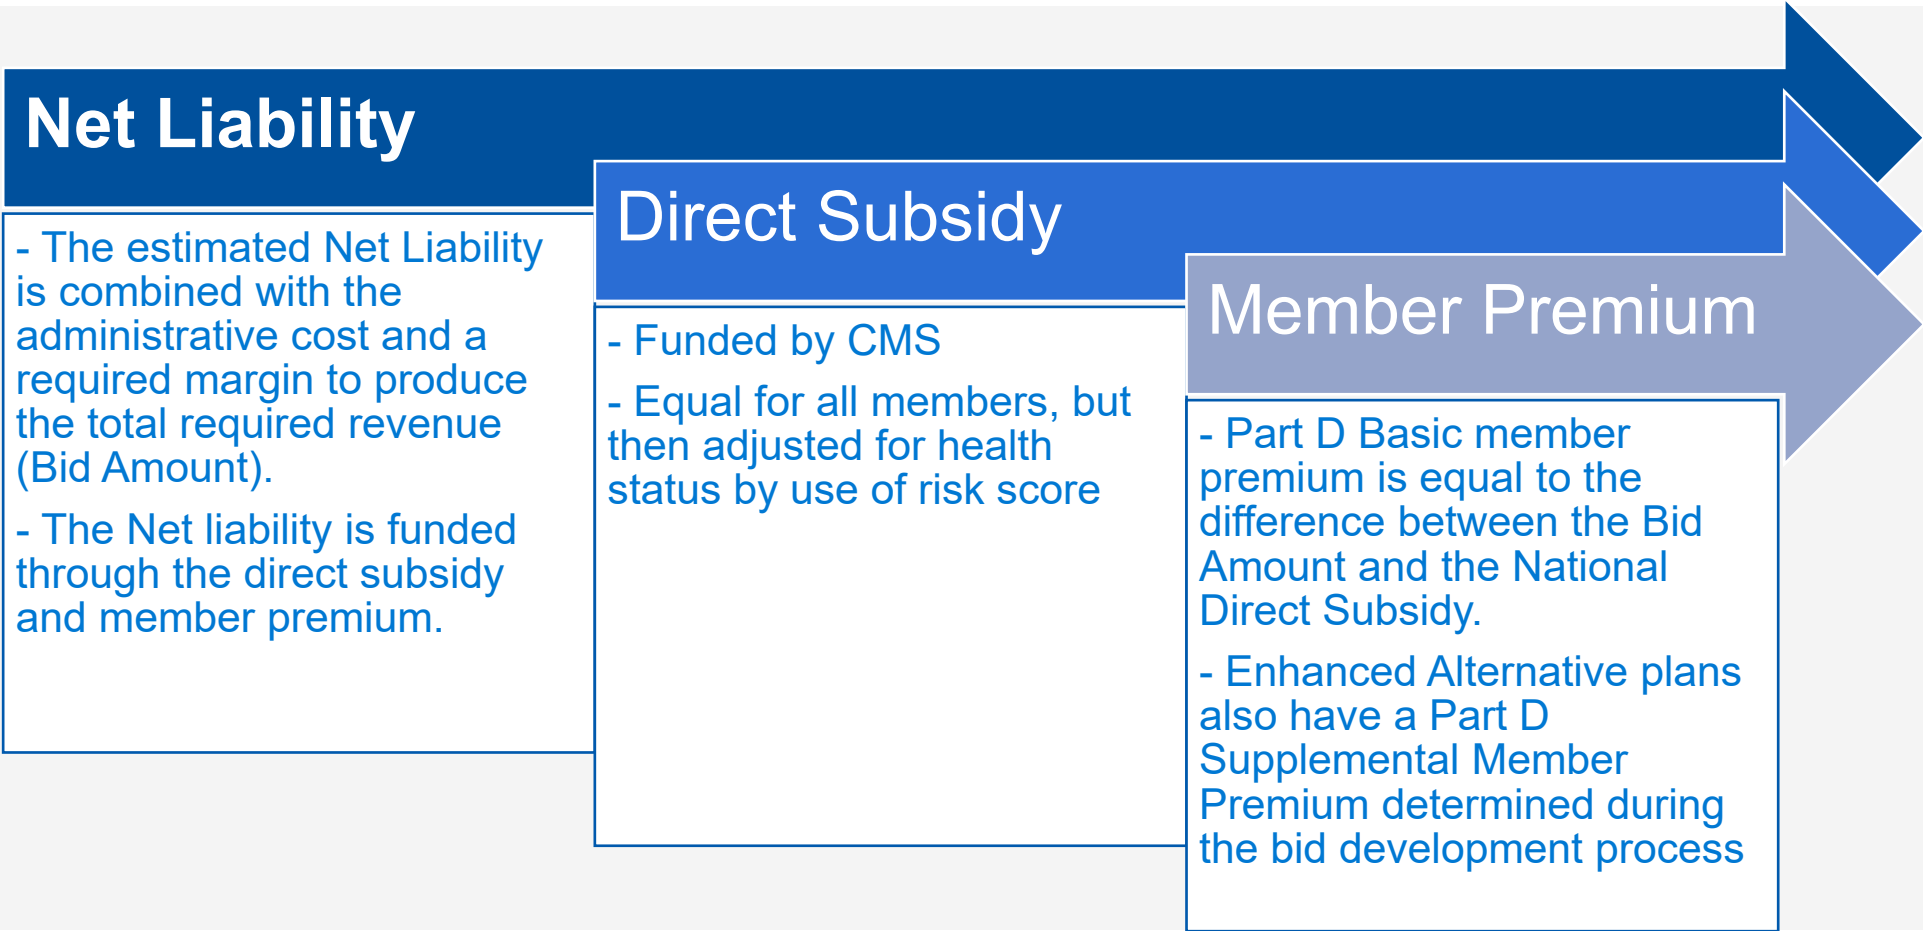 Net Liability
- The estimated Net Liability
is combined with the
administrative cost and a
required margin to produce
the total required revenue
(Bid Amount).
- The Net liability is funded
through the direct subsidy
and member premium.
Direct Subsidy
- Funded by CMS
- Equal for all members, but
then adjusted for health
status by use of risk score
Member Premium
- Part D Basic member
premium is equal to the
difference between the Bid
Amount and the National
Direct Subsidy.
- Enhanced Alternative plans
also have a Part D
Supplemental Member
Premium determined during
the bid development process